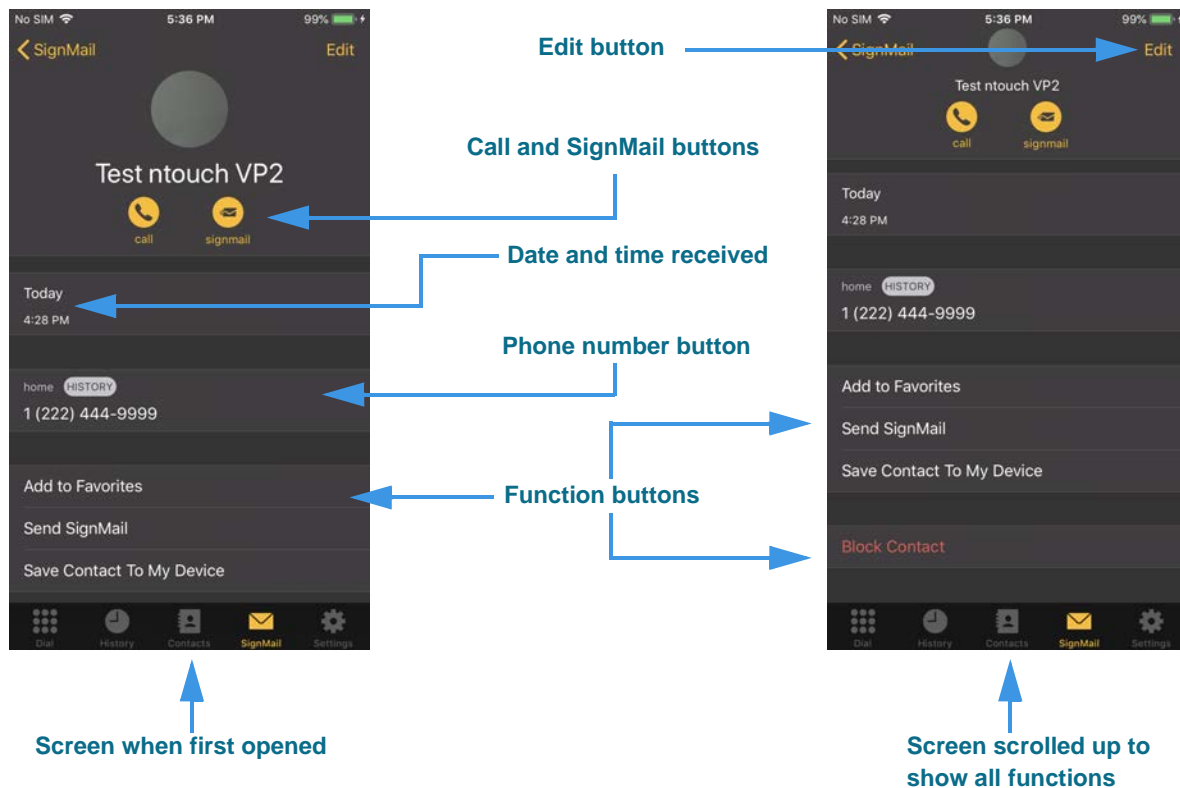 No SIM 5:36 PM 99%
SignMail Edit
Test ntouch VP2
call signmail
Today
4:28 PM
home HISTORY
1 (222) 444-9999
Add to Favorites
Send SignMail
Save Contact To My Device
Dial History Contacts SignMail Settings
Screen when first opened
Edit button
Call and SignMail buttons
Date and time received
Phone number button
Function buttons
No SIM 5:36 PM 99%
SignMail Edit
Test ntouch VP2
call signmail
Today
4:28 PM
home HISTORY
1 (222) 444-9999
Add to Favorites
Send SignMail
Save Contact To My Device
Block Contact
Dial History Contacts SignMail Settings
Screen scrolled up to
show all functions